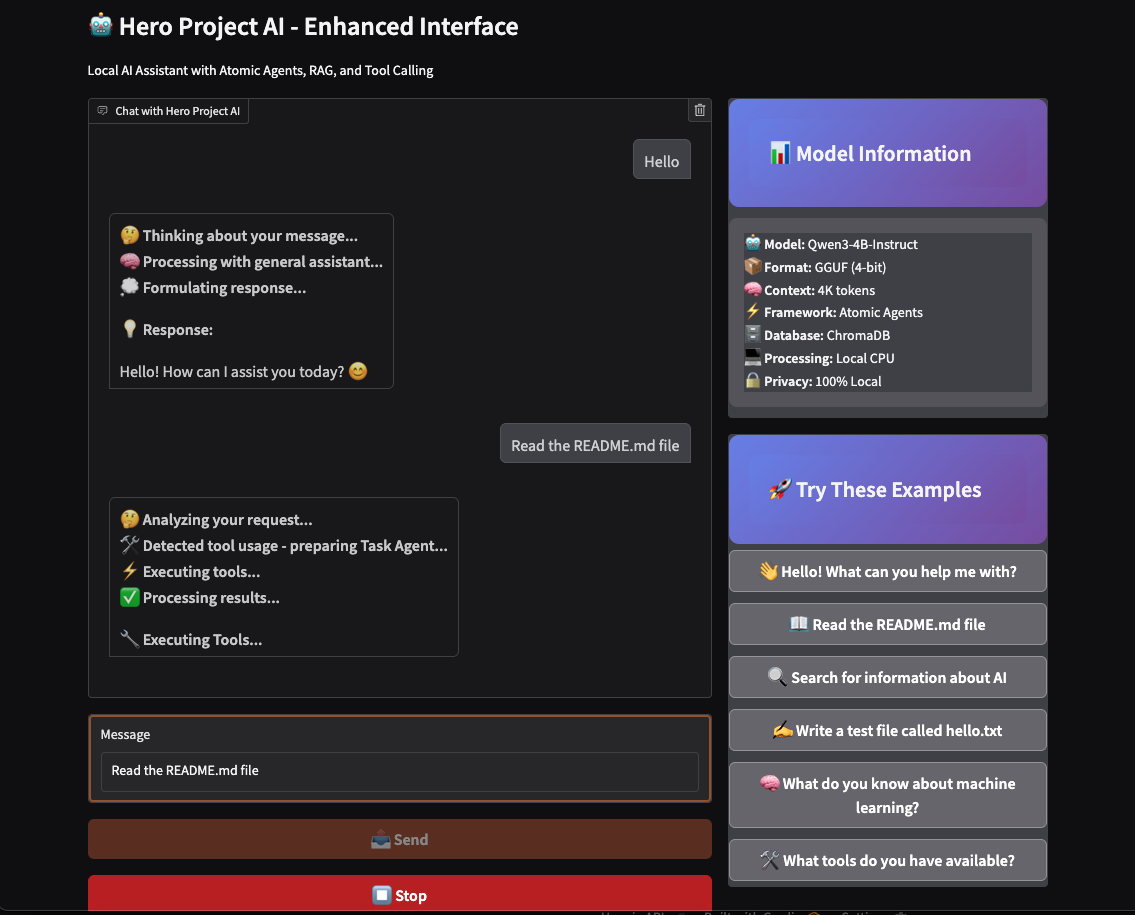 🤖 Hero Project AI - Enhanced Interface
Local AI Assistant with Atomic Agents, RAG, and Tool Calling
Chat with Hero Project AI
Hello
🤔 Thinking about your message...
🧠 Processing with general assistant...
💭 Formulating response...
💡 Response:
Hello! How can I assist you today? 😊
Read the README.md file
🤔 Analyzing your request...
🛠️ Detected tool usage - preparing Task Agent...
⚡ Executing tools...
✅ Processing results...
🔧 Executing Tools...
Message
Read the README.md file
📤 Send
⏹️ Stop
📊 Model Information
🤖 Model: Qwen3-4B-Instruct
📦 Format: GGUF (4-bit)
🧠 Context: 4K tokens
⚡ Framework: Atomic Agents
🗄️ Database: ChromaDB
💻 Processing: Local CPU
🔒 Privacy: 100% Local
🚀 Try These Examples
👋 Hello! What can you help me with?
📖 Read the README.md file
🔍 Search for information about AI
✍️ Write a test file called hello.txt
🧠 What do you know about machine
learning?
🛠️ What tools do you have available?